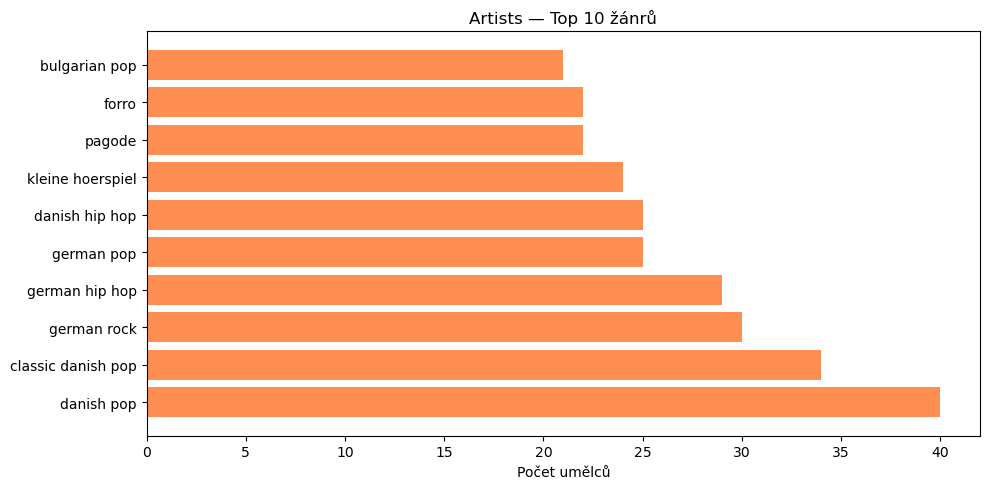 Artists — Top 10 žánrů
bulgarian pop
forro
pagode
kleine hoerspiel
danish hip hop
german pop
german hip hop
german rock
classic danish pop
danish pop
0 5 10 15 20 25 30 35 40
Počet umělců